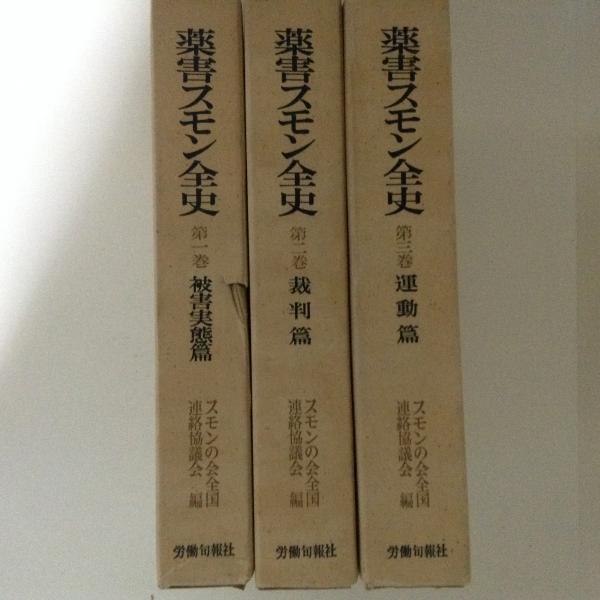 薬害スモン全史
第一巻
被害実態篇
スモンの会全国
連絡協議会 編
労働旬報社
薬害スモン全史
第二巻
裁判篇
スモンの会全国
連絡協議会 編
労働旬報社
薬害スモン全史
第三巻
運動篇
スモンの会全国
連絡協議会 編
労働旬報社